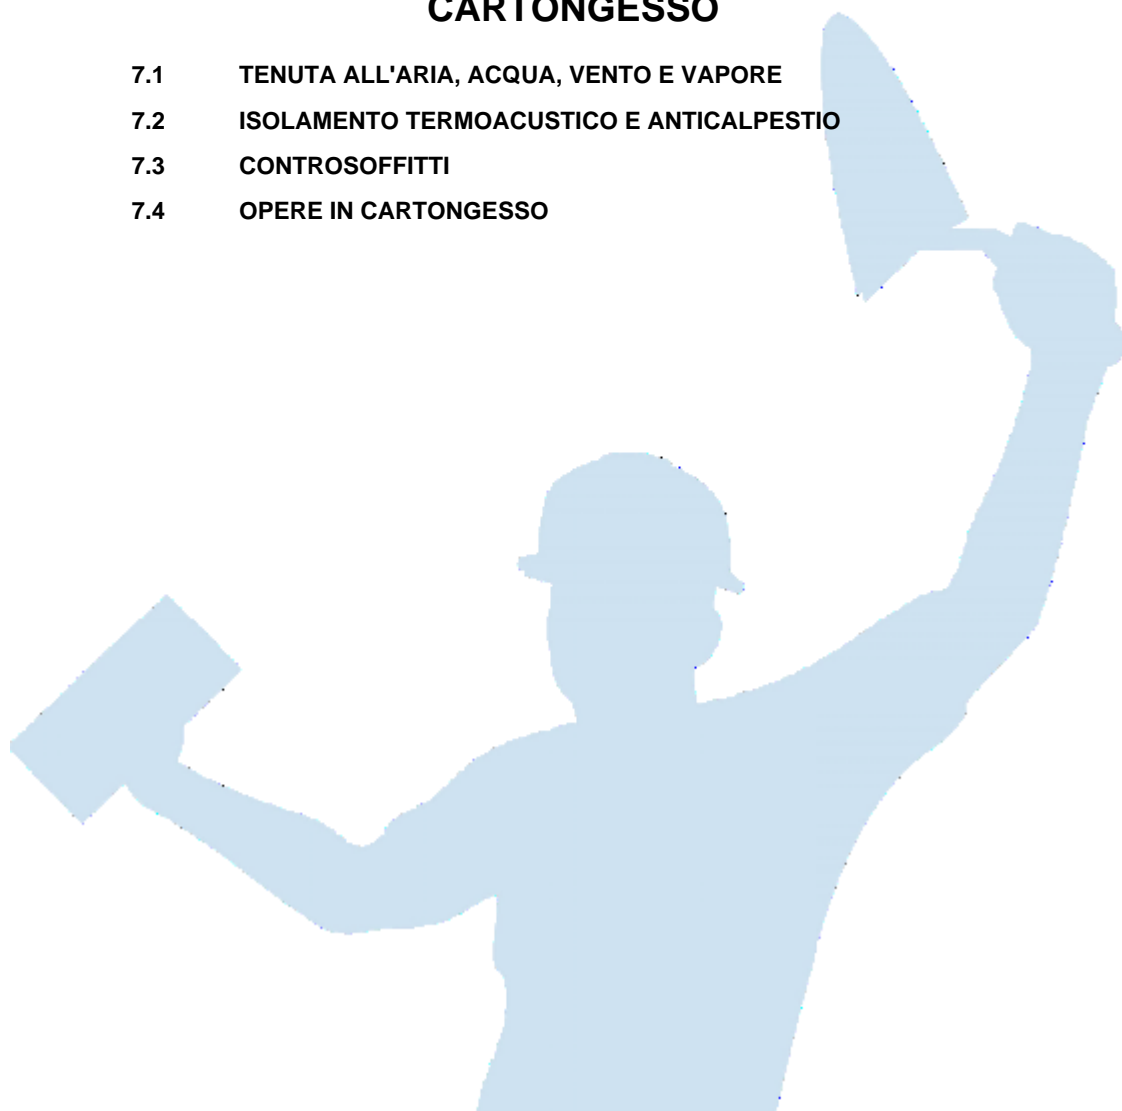 CARTONGESSO
7.1 TENUTA ALL'ARIA, ACQUA, VENTO E VAPORE
7.2 ISOLAMENTO TERMOACUSTICO E ANTICALPESTIO
7.3 CONTROSOFFITTI
7.4 OPERE IN CARTONGESSO